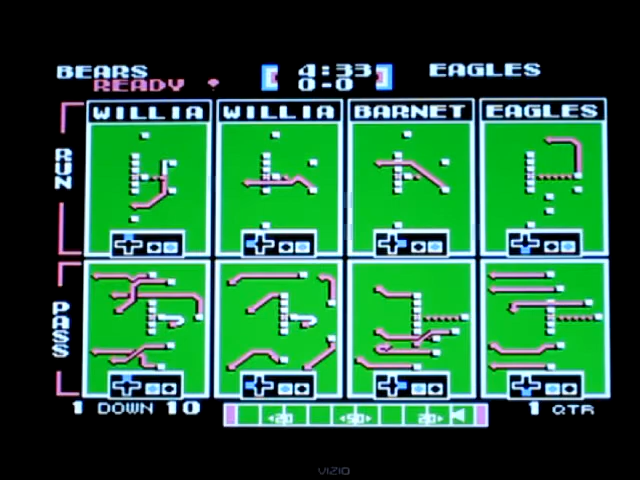 BEARS 4:33 EAGLES
READY 0-0
WILLIA WILLIA BARNET EAGLES
RUN
PASS
1 DOWN 10 1 QTR
◂20 ◂50▸ 20▸
VIZIO